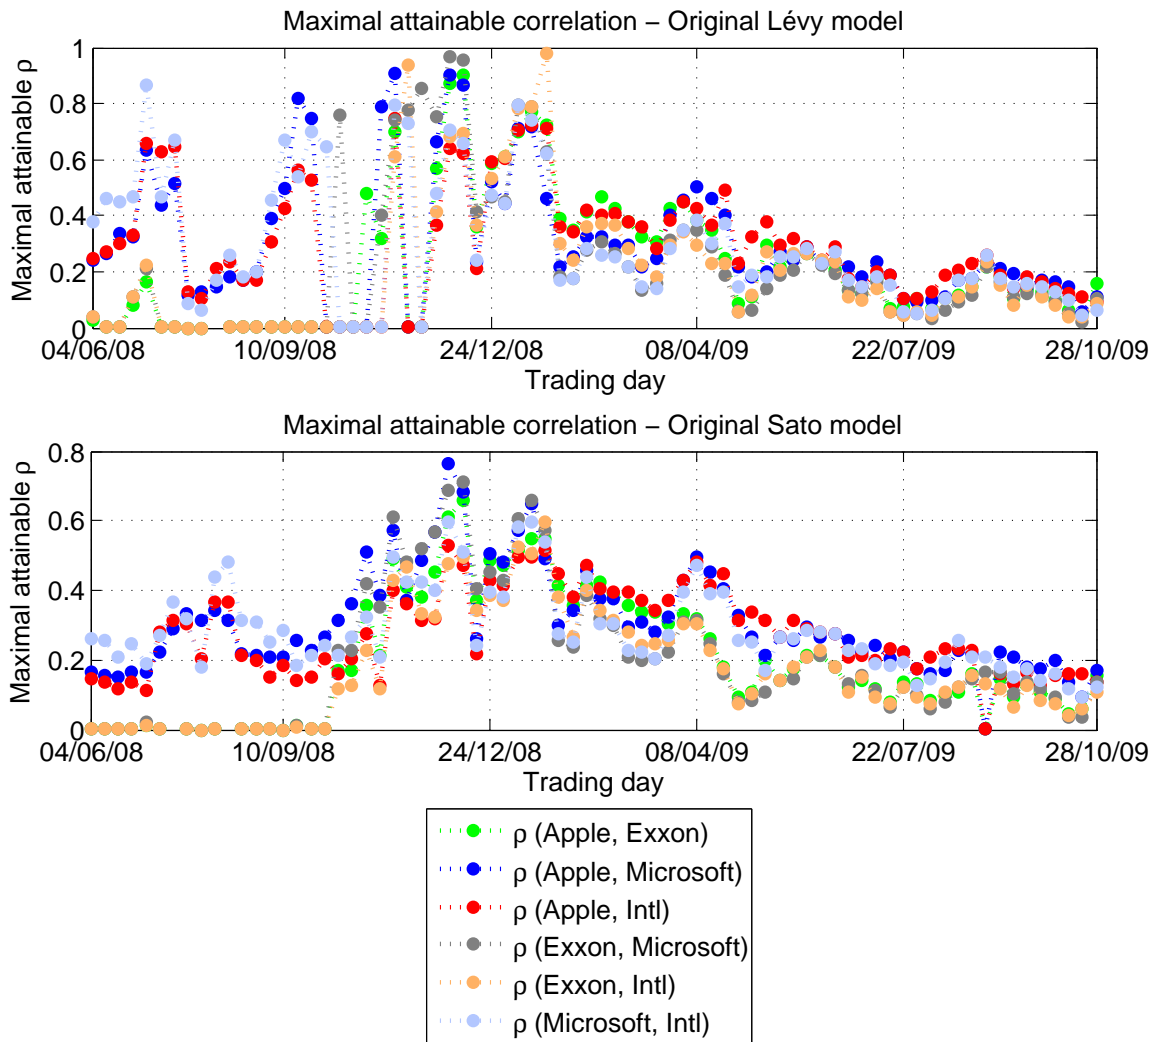 Maximal attainable correlation − Original Lévy model
Maximal attainable ρ
1
0.8
0.6
0.4
0.2
0
04/06/08 10/09/08 24/12/08 08/04/09 22/07/09 28/10/09
Trading day
Maximal attainable correlation − Original Sato model
Maximal attainable ρ
0.8
0.6
0.4
0.2
0
04/06/08 10/09/08 24/12/08 08/04/09 22/07/09 28/10/09
Trading day
ρ (Apple, Exxon)
ρ (Apple, Microsoft)
ρ (Apple, Intl)
ρ (Exxon, Microsoft)
ρ (Exxon, Intl)
ρ (Microsoft, Intl)